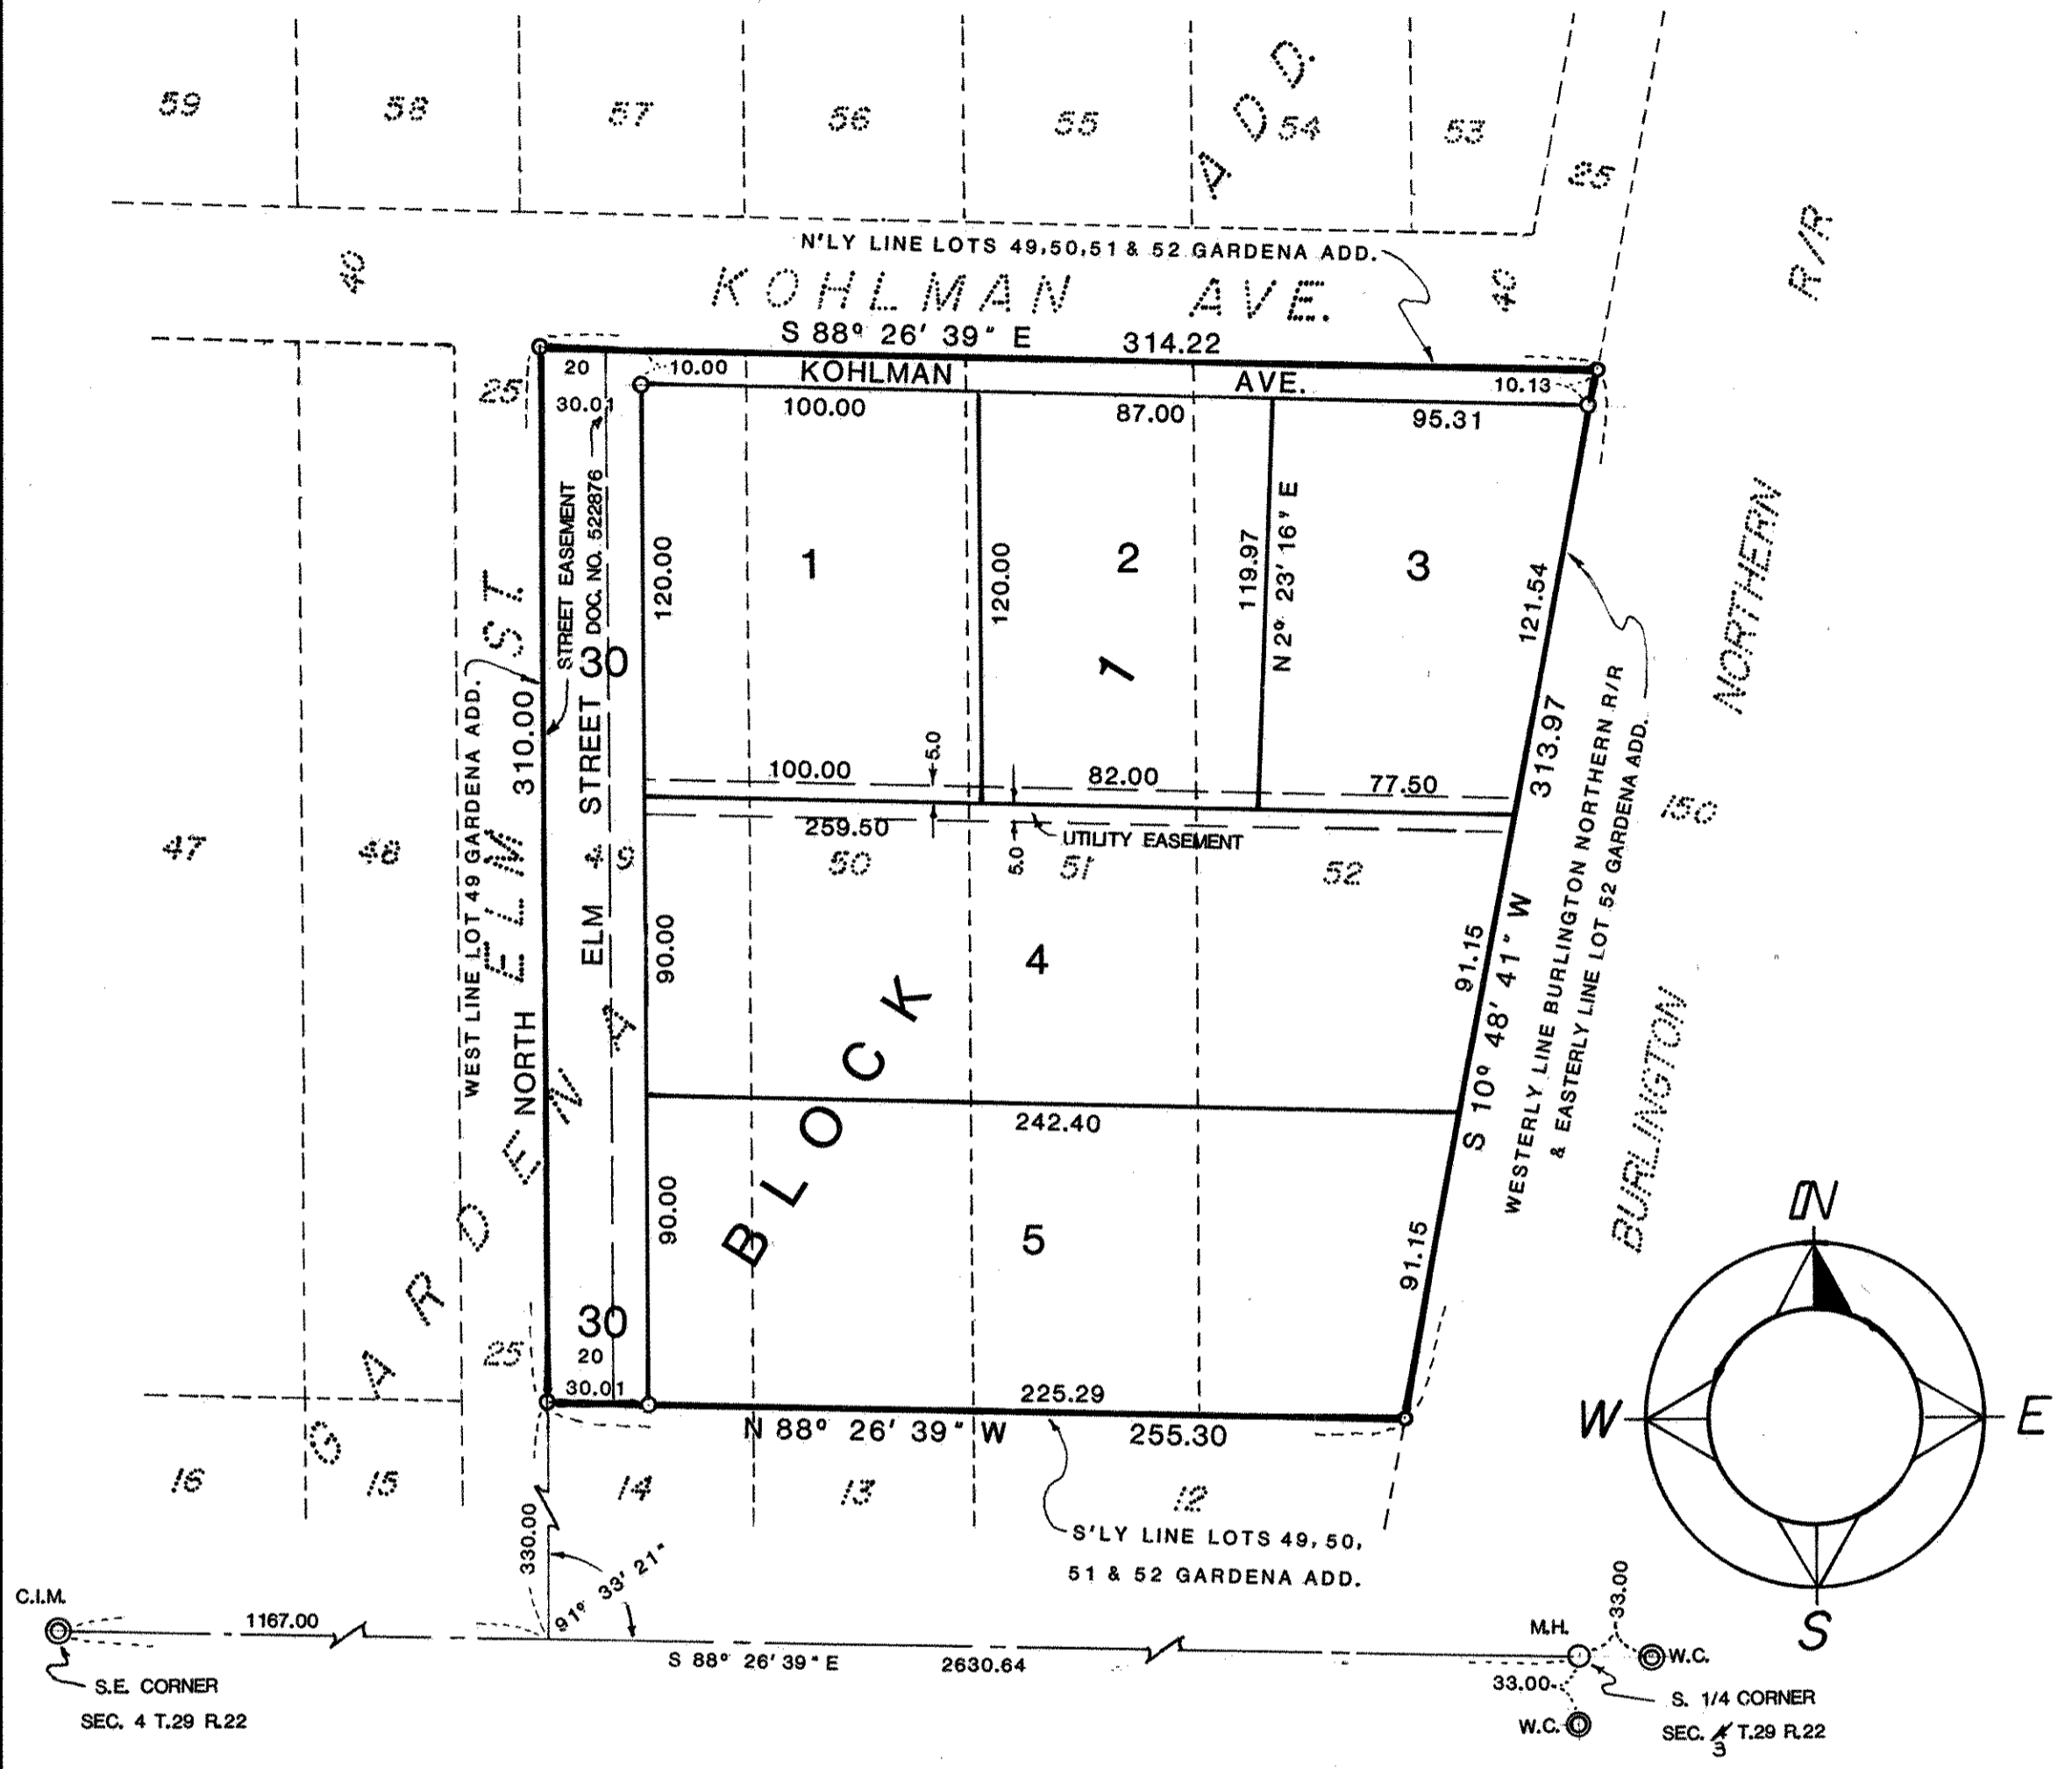 59 58 57 56 55 54 53
ADD.
25
N'LY LINE LOTS 49,50,51 & 52 GARDENA ADD.
40 KOHLMAN AVE. 40
R/R
S 88° 26' 39" E 314.22
25 20 10.00 KOHLMAN AVE. 10.13
30.01 100.00 87.00 95.31
STREET EASEMENT
DOC. NO. 522876
120.00
1
120.00
2
1
119.97
N 2° 23' 16" E
3
121.54
313.97
NORTHERN
30
WEST LINE LOT 49 GARDENA ADD.
ELM ST.
NORTH 310.00
ELM STREET
5.0
100.00 82.00 77.50
259.50
5.0
UTILITY EASEMENT
150
47 48 49 50 51 52
90.00
4
91.15
S 10° 48' 41" W
WESTERLY LINE BURLINGTON NORTHERN R/R
& EASTERLY LINE LOT 52 GARDENA ADD.
BURLINGTON
GARDENA
BLOCK
242.40
90.00
5
91.15
25
30
20
30.01
225.29
N 88° 26' 39" W 255.30
16 15 14 13 12
S'LY LINE LOTS 49, 50,
51 & 52 GARDENA ADD.
330.00
91° 33' 21"
N
W E
S
C.I.M.
1167.00
S 88° 26' 39" E 2630.64
S.E. CORNER
SEC. 4 T.29 R.22
M.H.
33.00
W.C.
33.00
W.C.
S. 1/4 CORNER
SEC. 4 T.29 R.22
3